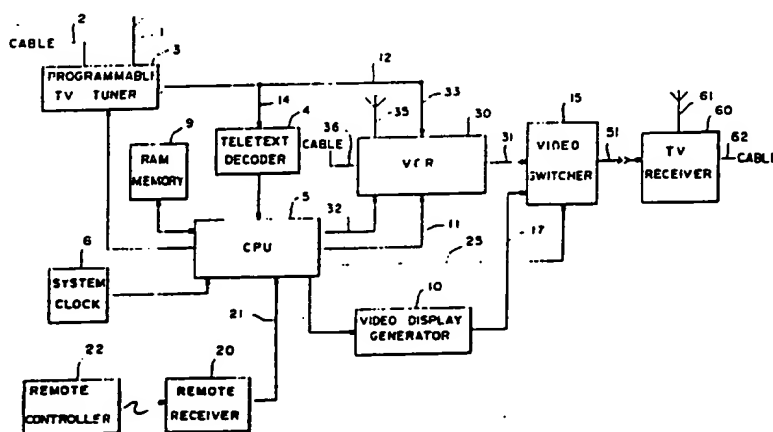 2
1
CABLE
3
PROGRAMMABLE
TV TUNER
12
14
4
9
RAM
MEMORY
TELETEXT
DECODER
35
33
30
36
CABLE
VCR
31
15
VIDEO
SWITCHER
51
61
60
62
TV
RECEIVER
CABLE
5
CPU
32
11
25
17
6
SYSTEM
CLOCK
21
10
VIDEO DISPLAY
GENERATOR
22
20
REMOTE
CONTROLLER
REMOTE
RECEIVER